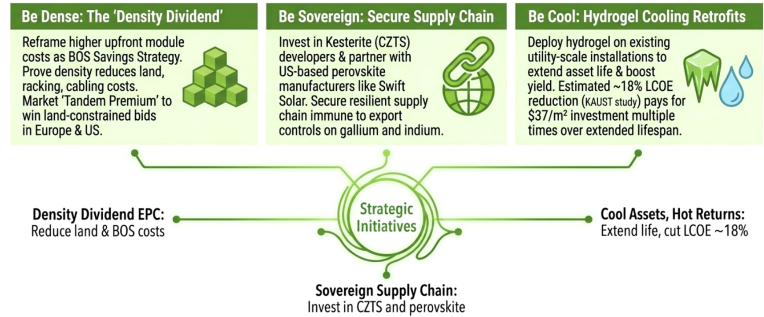 Be Dense: The 'Density Dividend'
Reframe higher upfront module
costs as BOS Savings Strategy.
Prove density reduces land,
racking, cabling costs.
Market 'Tandem Premium' to
win land-constrained bids
in Europe & US.
Be Sovereign: Secure Supply Chain
Invest in Kesterite (CZTS)
developers & partner with
US-based perovskite
manufacturers like Swift
Solar. Secure resilient supply
chain immune to export
controls on gallium and indium.
Be Cool: Hydrogel Cooling Retrofits
Deploy hydrogel on existing
utility-scale installations to
extend asset life & boost
yield. Estimated ~18% LCOE
reduction (KAUST study) pays for
$37/m² investment multiple
times over extended lifespan.
Strategic
Initiatives
Density Dividend EPC:
Reduce land & BOS costs
Cool Assets, Hot Returns:
Extend life, cut LCOE ~18%
Sovereign Supply Chain:
Invest in CZTS and perovskite